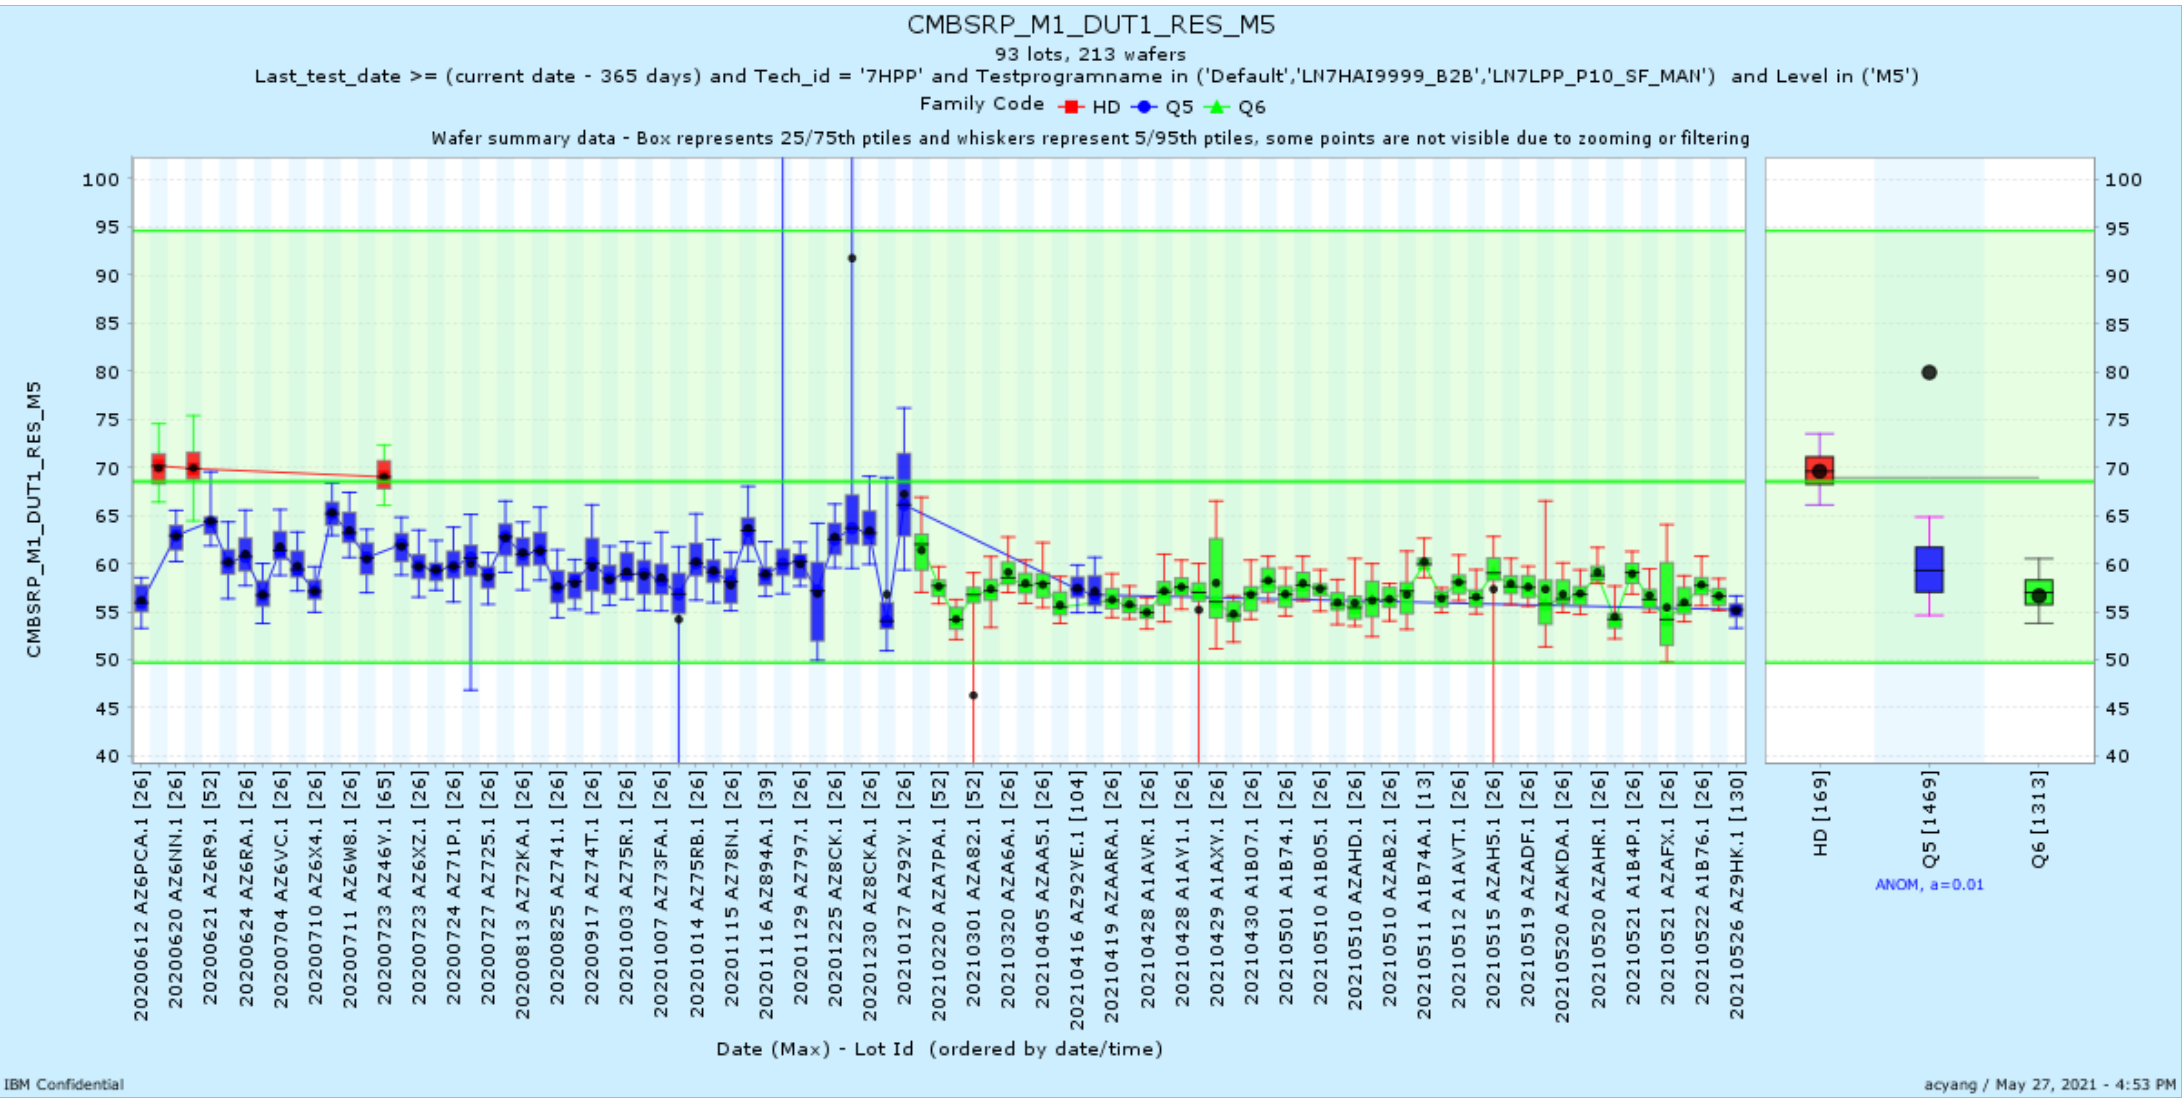 CMBSRP_M1_DUT1_RES_M5
93 lots, 213 wafers
Last_test_date >= (current date - 365 days) and Tech_id = '7HPP' and Testprogramname in ('Default','LN7HAI9999_B2B','LN7LPP_P10_SF_MAN') and Level in ('M5')
Family Code HD Q5 Q6
Wafer summary data - Box represents 25/75th ptiles and whiskers represent 5/95th ptiles, some points are not visible due to zooming or filtering
CMBSRP_M1_DUT1_RES_M5
100
95
90
85
80
75
70
65
60
55
50
45
40
100
95
90
85
80
75
70
65
60
55
50
45
40
20200612 AZ6PCA.1 [26]
20200620 AZ6NN.1 [26]
20200621 AZ6R9.1 [52]
20200624 AZ6RA.1 [26]
20200704 AZ6VC.1 [26]
20200710 AZ6X4.1 [26]
20200711 AZ6W8.1 [26]
20200723 AZ46Y.1 [65]
20200723 AZ6XZ.1 [26]
20200724 AZ71P.1 [26]
20200727 AZ725.1 [26]
20200813 AZ72KA.1 [26]
20200825 AZ741.1 [26]
20200917 AZ74T.1 [26]
20201003 AZ75R.1 [26]
20201007 AZ73FA.1 [26]
20201014 AZ75RB.1 [26]
20201115 AZ78N.1 [26]
20201116 AZ894A.1 [39]
20201129 AZ797.1 [26]
20201225 AZ8CK.1 [26]
20201230 AZ8CKA.1 [26]
20210127 AZ92Y.1 [26]
20210220 AZA7PA.1 [52]
20210301 AZA82.1 [52]
20210320 AZA6A.1 [26]
20210405 AZAA5.1 [26]
20210416 AZ92YE.1 [104]
20210419 AZAARA.1 [26]
20210428 A1AVR.1 [26]
20210428 A1AY1.1 [26]
20210429 A1AXY.1 [26]
20210430 A1B07.1 [26]
20210501 A1B74.1 [26]
20210510 A1B05.1 [26]
20210510 AZAHD.1 [26]
20210510 AZAB2.1 [26]
20210511 A1B74A.1 [13]
20210512 A1AVT.1 [26]
20210515 AZAH5.1 [26]
20210519 AZADF.1 [26]
20210520 AZAKDA.1 [26]
20210520 AZAHR.1 [26]
20210521 A1B4P.1 [26]
20210521 AZAFX.1 [26]
20210522 A1B76.1 [26]
20210526 AZ9HK.1 [130]
HD [169]
Q5 [1469]
Q6 [1313]
ANOM, a=0.01
Date (Max) - Lot Id (ordered by date/time)
IBM Confidential
acyang / May 27, 2021 - 4:53 PM